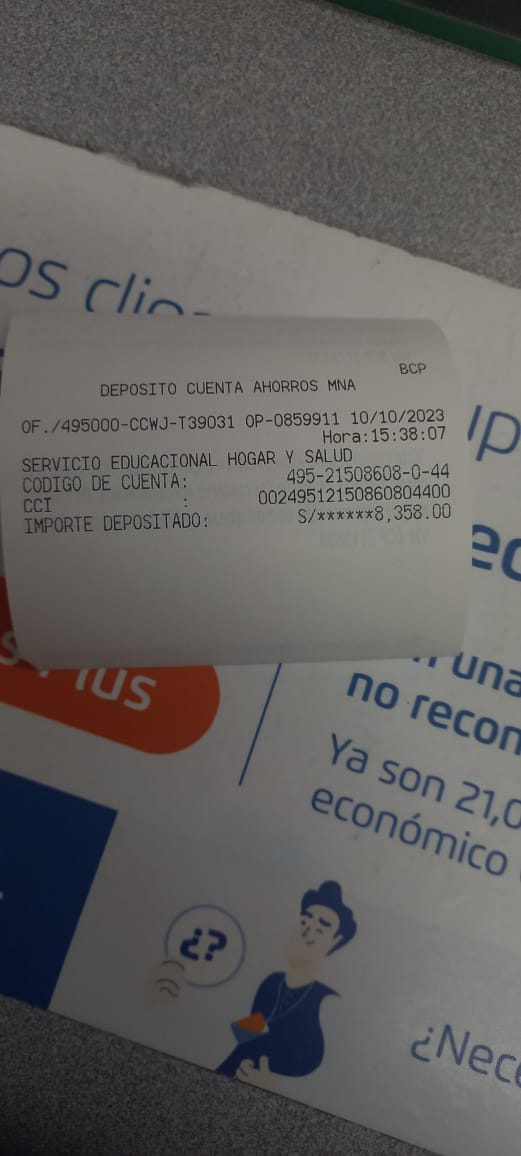 os clie
BCP
DEPOSITO CUENTA AHORROS MNA
OF./495000-CCWJ-T39031 OP-0859911 10/10/2023
Hora:15:38:07
SERVICIO EDUCACIONAL HOGAR Y SALUD
CODIGO DE CUENTA: 495-21508608-0-44
CCI : 00249512150860804400
IMPORTE DEPOSITADO: S/******8,358.00
una
no recon
Ya son 21,0
económico
¿?
¿Nece